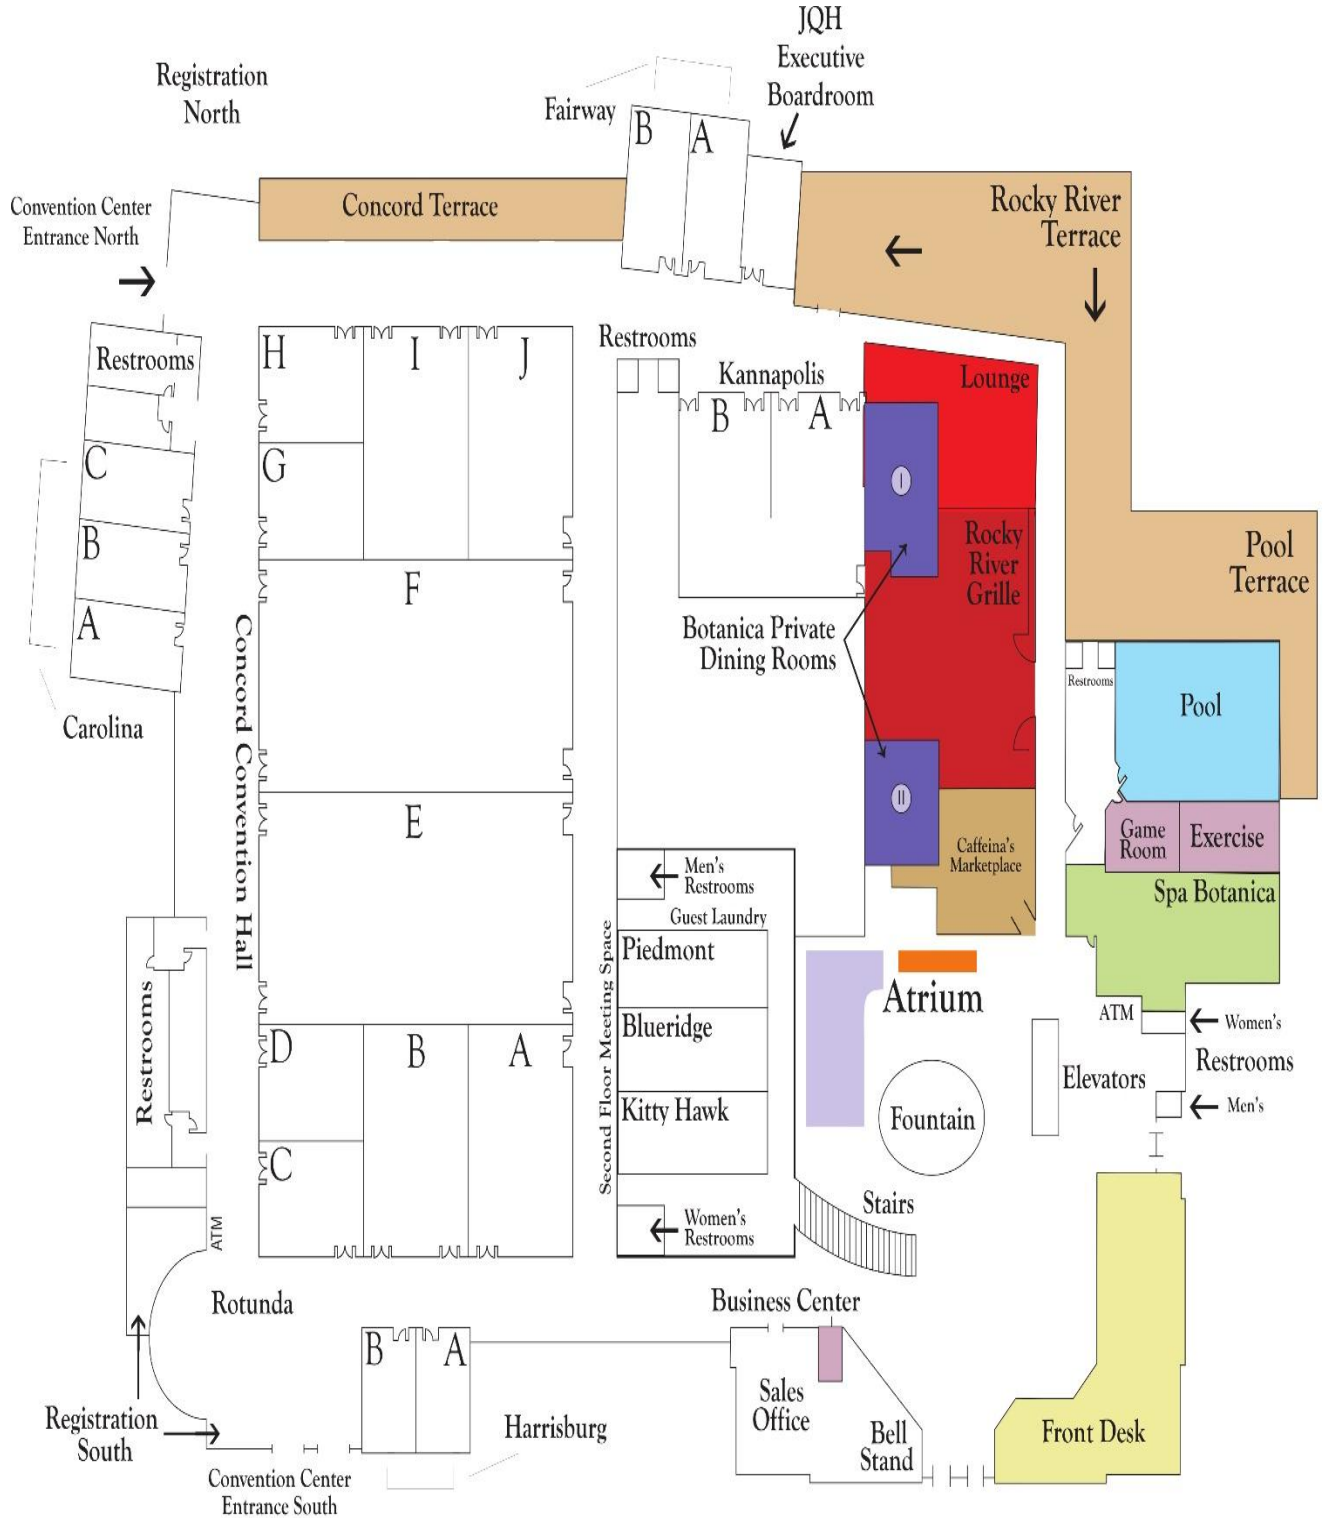 JQH
Executive
Boardroom
Registration
North
Fairway
B
A
Convention Center
Entrance North
Concord Terrace
Rocky River
Terrace
Restrooms
H
I
J
Restrooms
Kannapolis
B
A
Lounge
C
G
I
B
F
Rocky
River
Grille
Pool
Terrace
A
Botanica Private
Dining Rooms
Restrooms
Carolina
Concord Convention Hall
Pool
II
E
Game
Room
Exercise
Caffeina's
Marketplace
Men's
Restrooms
Spa Botanica
Guest Laundry
Second Floor Meeting Space
Piedmont
Restrooms
Atrium
Blueridge
ATM
Women's
D
B
A
Restrooms
Elevators
Kitty Hawk
Fountain
Men's
C
Stairs
ATM
Women's
Restrooms
Rotunda
Business Center
B
A
Sales
Office
Registration
South
Harrisburg
Bell
Stand
Front Desk
Convention Center
Entrance South